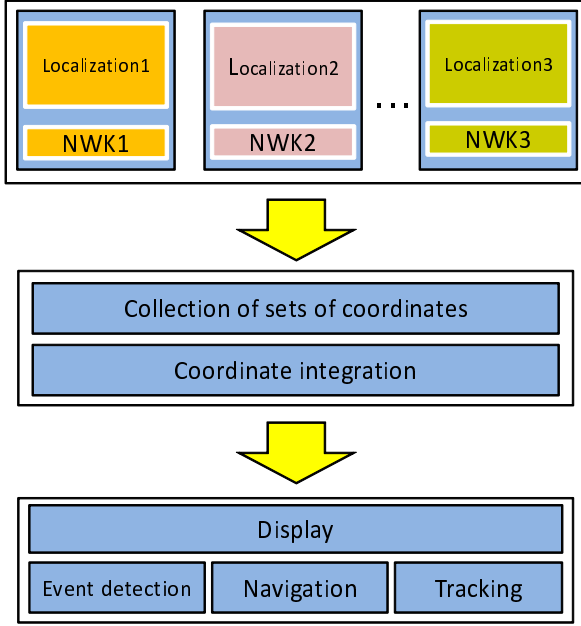 Localization1
Localization2
Localization3
...
NWK1
NWK2
NWK3
Collection of sets of coordinates
Coordinate integration
Display
Event detection
Navigation
Tracking